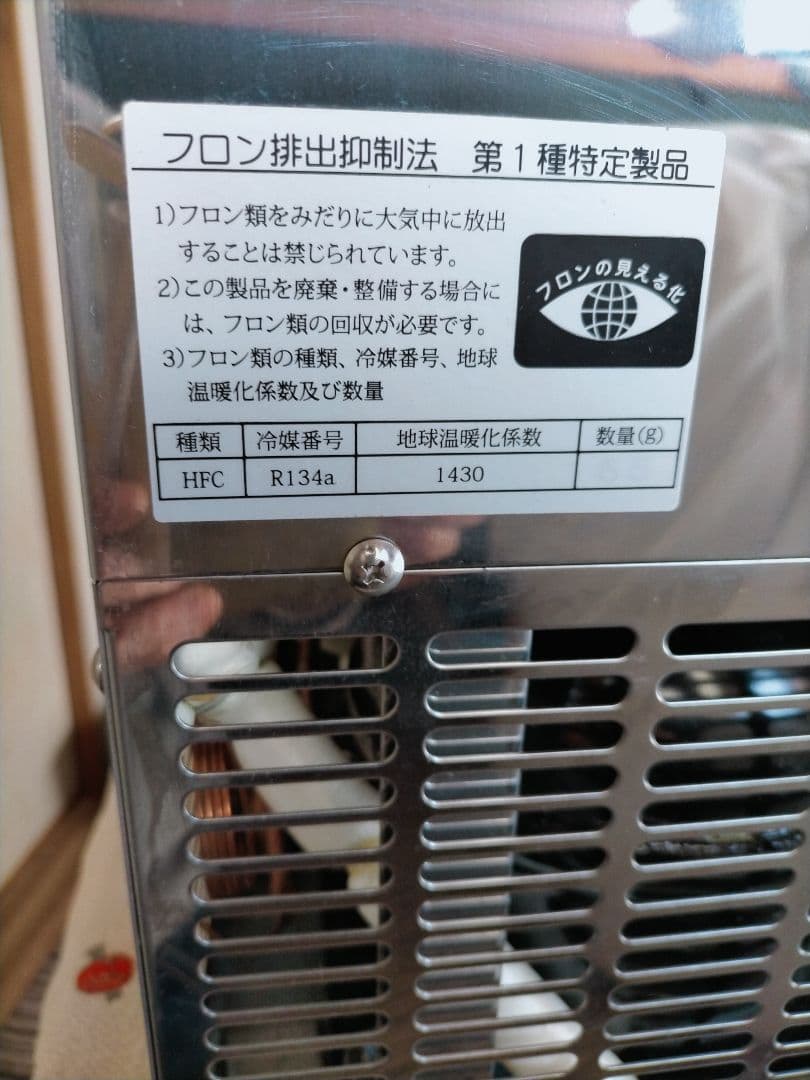 フロン排出抑制法　第1種特定製品
1)フロン類をみだりに大気中に放出
することは禁じられています。
2)この製品を廃棄・整備する場合に
は、フロン類の回収が必要です。
3)フロン類の種類、冷媒番号、地球
温暖化係数及び数量
フロンの見える化
種類 冷媒番号 地球温暖化係数 数量(g)
HFC R134a 1430